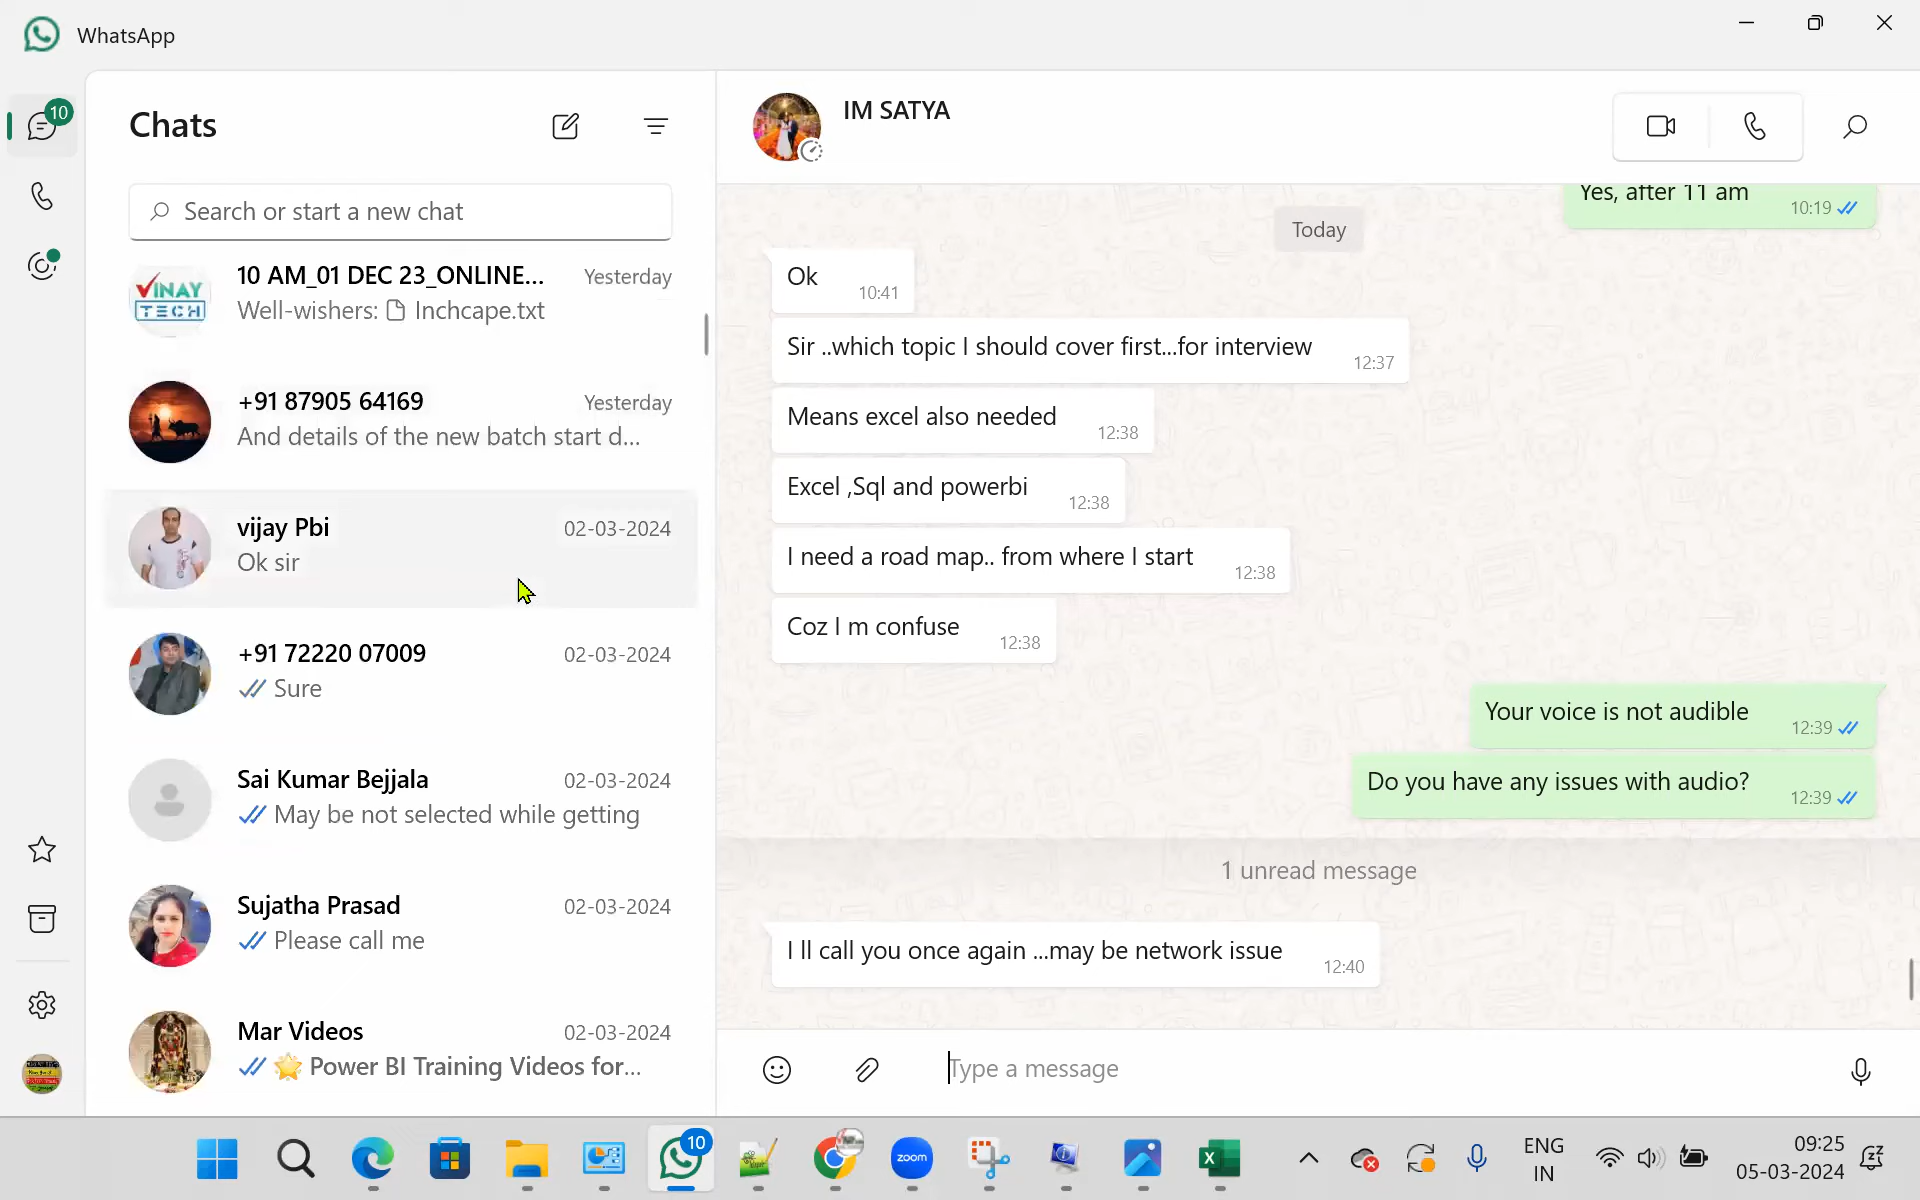 WhatsApp
10
Chats
Search or start a new chat
VINAY
TECH
10 AM_01 DEC 23_ONLINE... Yesterday
Well-wishers: Inchcape.txt
+91 87905 64169 Yesterday
And details of the new batch start d...
vijay Pbi 02-03-2024
Ok sir
+91 72220 07009 02-03-2024
Sure
Sai Kumar Bejjala 02-03-2024
May be not selected while getting
Sujatha Prasad 02-03-2024
Please call me
Mar Videos 02-03-2024
🌟 Power BI Training Videos for...
IM SATYA
Yes, after 11 am 10:19
Today
Ok 10:41
Sir ..which topic I should cover first...for interview 12:37
Means excel also needed 12:38
Excel ,Sql and powerbi 12:38
I need a road map.. from where I start 12:38
Coz I m confuse 12:38
Your voice is not audible 12:39
Do you have any issues with audio? 12:39
1 unread message
I ll call you once again ...may be network issue 12:40
Type a message
10
zoom
ENG
IN
09:25
05-03-2024